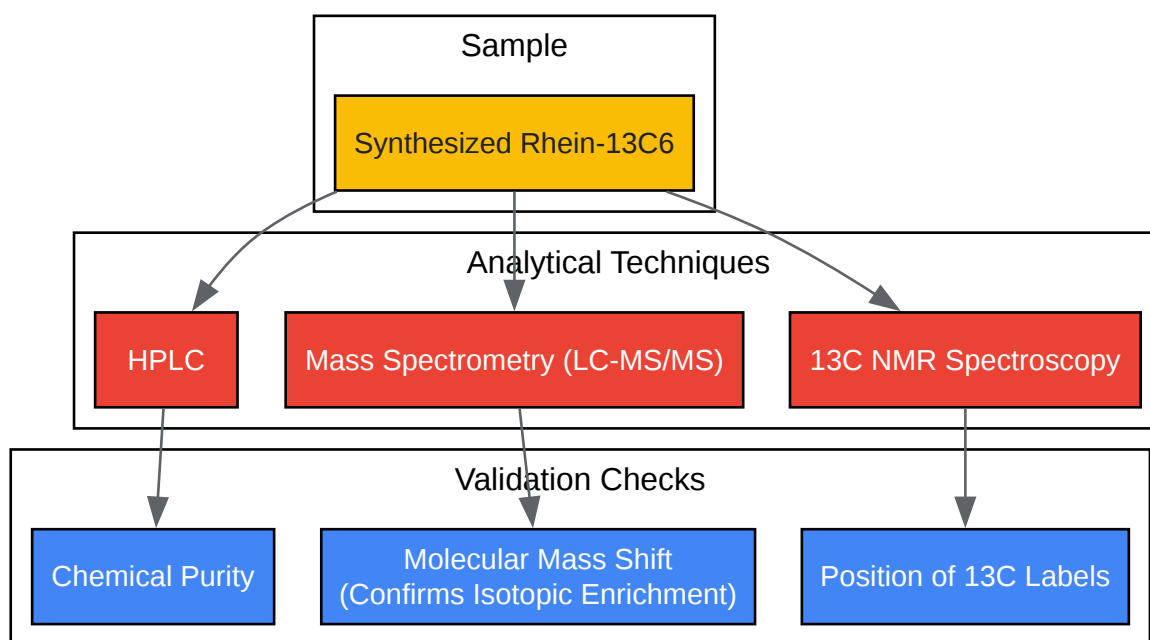 Sample
Synthesized Rhein-13C6
Analytical Techniques
HPLC
Mass Spectrometry (LC-MS/MS)
13C NMR Spectroscopy
Validation Checks
Chemical Purity
Molecular Mass Shift
(Confirms Isotopic Enrichment)
Position of 13C Labels